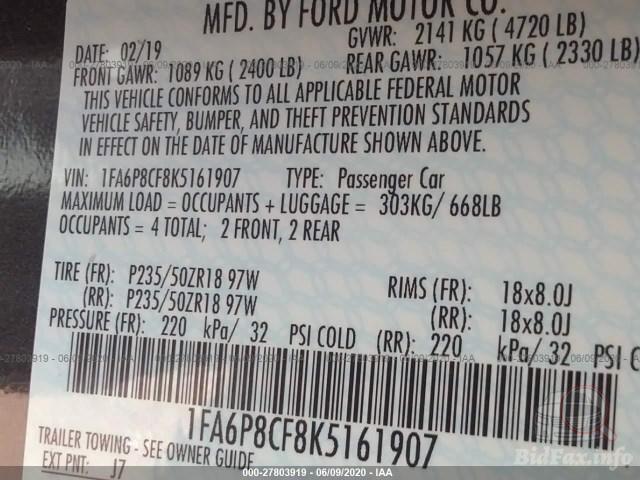 MFD. BY FORD MOTOR CO.
DATE: 02/19 GVWR: 2141 KG ( 4720 LB)
FRONT GAWR: 1089 KG ( 2400 LB) REAR GAWR: 1057 KG ( 2330 LB)
THIS VEHICLE CONFORMS TO ALL APPLICABLE FEDERAL MOTOR
VEHICLE SAFETY, BUMPER, AND THEFT PREVENTION STANDARDS
IN EFFECT ON THE DATE OF MANUFACTURE SHOWN ABOVE.
VIN: 1FA6P8CF8K5161907 TYPE: Passenger Car
MAXIMUM LOAD = OCCUPANTS + LUGGAGE = 303KG/ 668LB
OCCUPANTS = 4 TOTAL; 2 FRONT, 2 REAR
TIRE (FR): P235/50ZR18 97W RIMS (FR): 18x8.0J
(RR): P235/50ZR18 97W (RR): 18x8.0J
PRESSURE (FR): 220 kPa/ 32 PSI COLD (RR): 220 kPa/ 32 PSI C
1FA6P8CF8K5161907
TRAILER TOWING - SEE OWNER GUIDE
EXT PNT: J7
000-27803919 - 06/09/2020 - IAA
BidFax.info